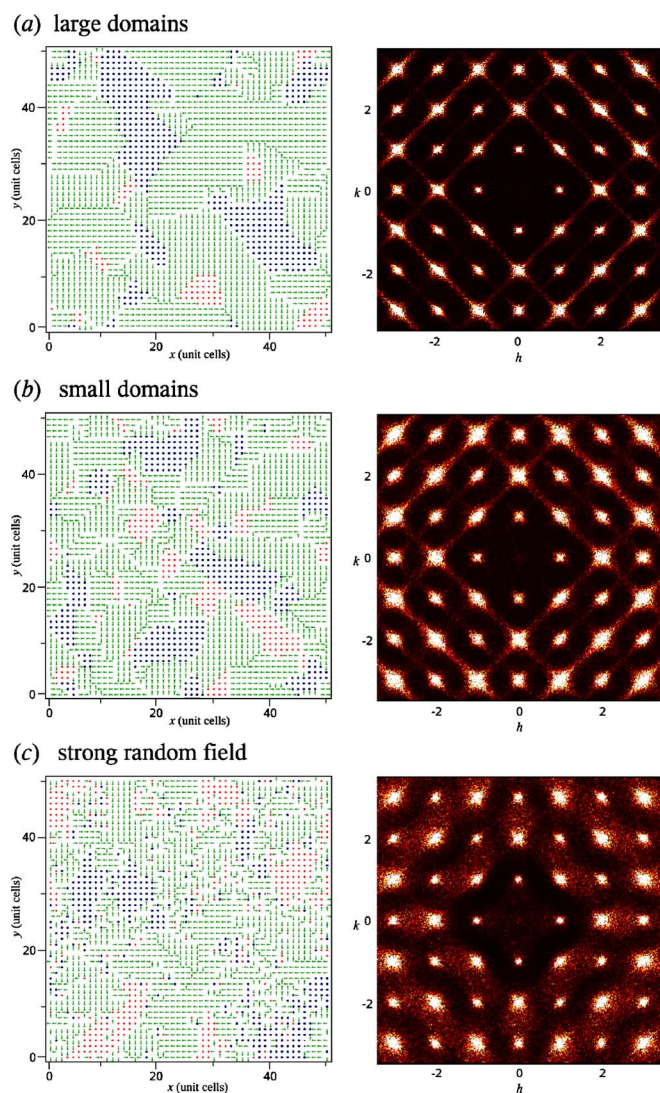 (a) large domains
40
20
0
y (unit cells)
0 20 40
x (unit cells)
2
0
-2
k
-2 0 2
h
(b) small domains
40
20
0
y (unit cells)
0 20 40
x (unit cells)
2
0
-2
k
-2 0 2
h
(c) strong random field
40
20
0
y (unit cells)
0 20 40
x (unit cells)
2
0
-2
k
-2 0 2
h